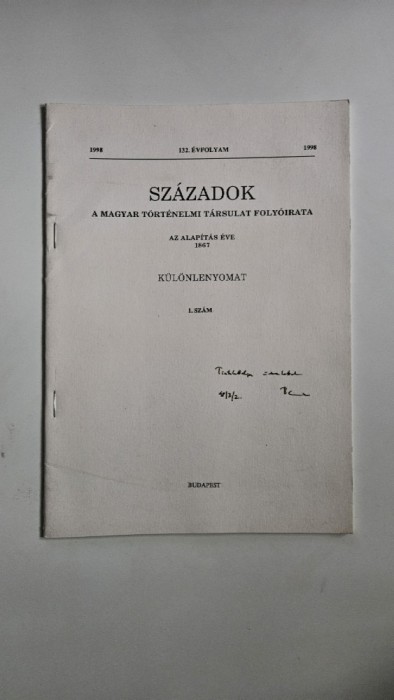 1998 132. ÉVFOLYAM 1998
SZÁZADOK
A MAGYAR TÖRTÉNELMI TÁRSULAT FOLYÓIRATA
AZ ALAPÍTÁS ÉVE
1867
KÜLÖNLENYOMAT
1. SZÁM
BUDAPEST